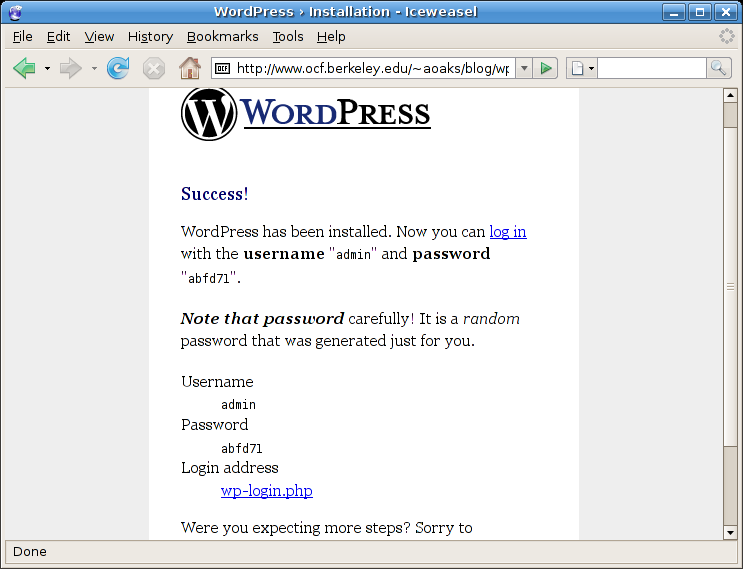 WordPress › Installation - Iceweasel
File Edit View History Bookmarks Tools Help
OCF http://www.ocf.berkeley.edu/~aoaks/blog/wp
W WORDPRESS
Success!
WordPress has been installed. Now you can log in
with the username "admin" and password
"abfd71".
Note that password carefully! It is a random
password that was generated just for you.
Username
admin
Password
abfd71
Login address
wp-login.php
Were you expecting more steps? Sorry to
Done